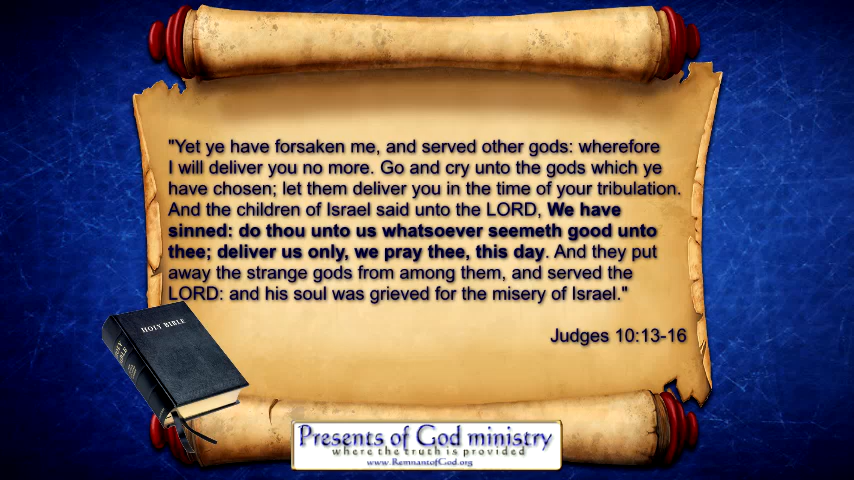 "Yet ye have forsaken me, and served other gods: wherefore
I will deliver you no more. Go and cry unto the gods which ye
have chosen; let them deliver you in the time of your tribulation.
And the children of Israel said unto the LORD, We have
sinned: do thou unto us whatsoever seemeth good unto
thee; deliver us only, we pray thee, this day. And they put
away the strange gods from among them, and served the
LORD: and his soul was grieved for the misery of Israel."
Judges 10:13-16
HOLY BIBLE
HOLY BIBLE
Presents of God ministry
where the truth is provided
www.RemnantofGod.org